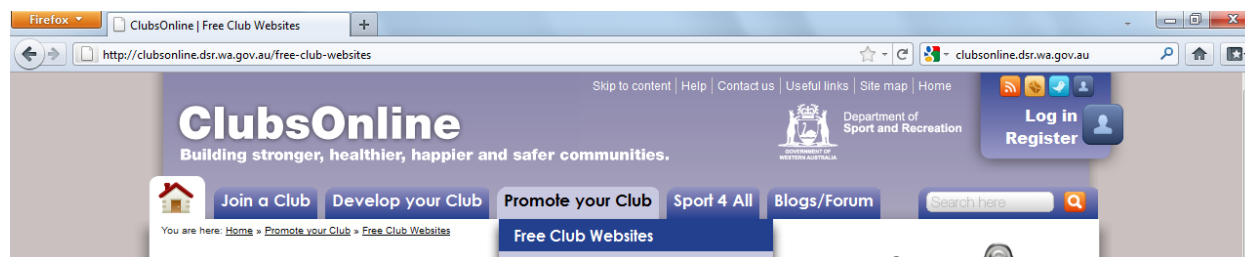 Firefox
ClubsOnline | Free Club Websites
http://clubsonline.dsr.wa.gov.au/free-club-websites
clubsonline.dsr.wa.gov.au
Skip to content | Help | Contact us | Useful links | Site map | Home
ClubsOnline
Building stronger, healthier, happier and safer communities.
GOVERNMENT OF
WESTERN AUSTRALIA
Department of
Sport and Recreation
Log in
Register
Join a Club
Develop your Club
Promote your Club
Sport 4 All
Blogs/Forum
Search here
You are here: Home » Promote your Club » Free Club Websites
Free Club Websites